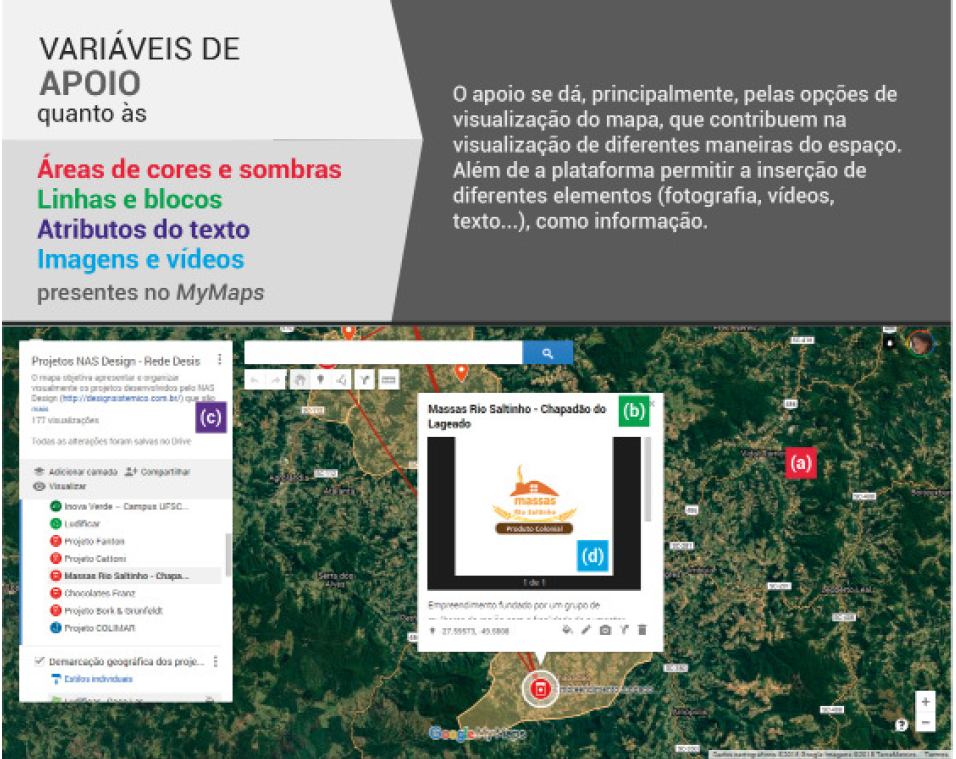 VARIÁVEIS DE
APOIO
quanto às
Áreas de cores e sombras
Linhas e blocos
Atributos do texto
Imagens e vídeos
presentes no MyMaps
O apoio se dá, principalmente, pelas opções de
visualização do mapa, que contribuem na
visualização de diferentes maneiras do espaço.
Além de a plataforma permitir a inserção de
diferentes elementos (fotografia, vídeos,
texto...), como informação.
Projetos NAS Design - Rede Desis
O mapa objetiva apresentar e organizar
visualmente os projetos desenvolvidos pelo NAS
Design (http://designsistemico.com.br/) que são
mais
177 visualizações
(c)
Todas as alterações foram salvas no Drive
Adicionar camada Compartilhar
Visualizar
Inova Verde – Campus UFSC...
Ludificar
Projeto Fanton
Projeto Cattoni
Massas Rio Saltinho - Chapa...
Chocolates Franz
Projeto Bork & Grunfeldt
Projeto COLIMAR
Demarcação geográfica dos proje...
Estilos individuais
Massas Rio Saltinho - Chapadão do
Lageado
(b)
massas
Rio Saltinho
Produto Colonial
(d)
1 de 1
Empreendimento fundado por um grupo de
27.55573, -49.5808
(a)
Serra dos
Alves
Google MyMaps